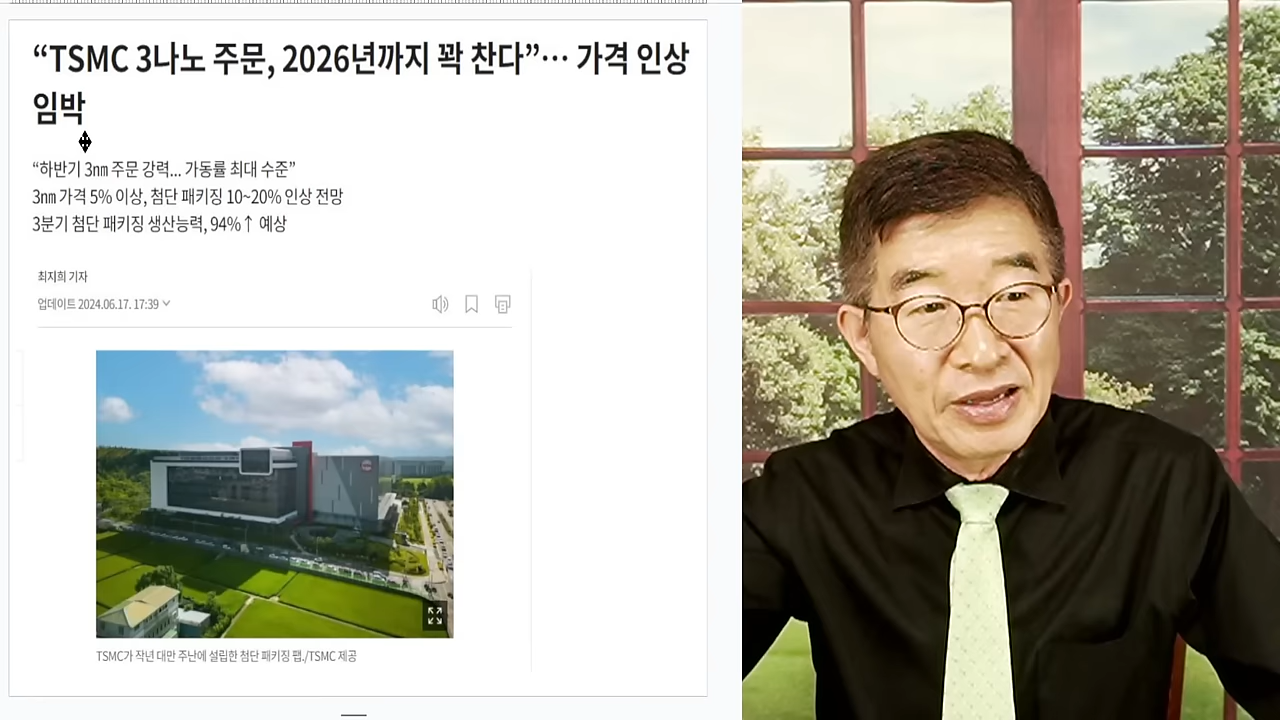 “TSMC 3나노 주문, 2026년까지 꽉 찬다”… 가격 인상
임박
“하반기 3㎚ 주문 강력... 가동률 최대 수준”
3㎚ 가격 5% 이상, 첨단 패키징 10~20% 인상 전망
3분기 첨단 패키징 생산능력, 94%↑ 예상
최지희 기자
업데이트 2024.06.17. 17:39
TSMC가 작년 대만 주난에 설립한 첨단 패키징 팹./TSMC 제공